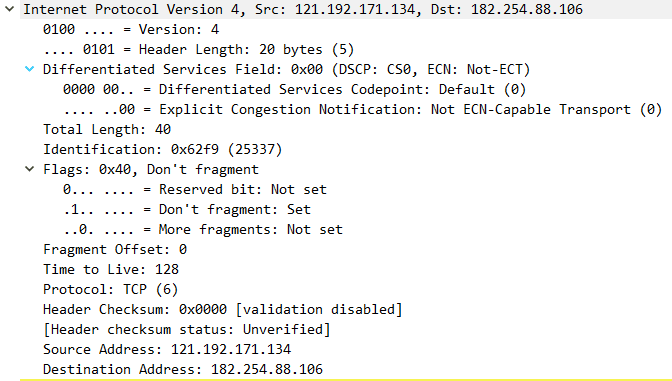 Internet Protocol Version 4, Src: 121.192.171.134, Dst: 182.254.88.106
0100 .... = Version: 4
.... 0101 = Header Length: 20 bytes (5)
Differentiated Services Field: 0x00 (DSCP: CS0, ECN: Not-ECT)
0000 00.. = Differentiated Services Codepoint: Default (0)
.... ..00 = Explicit Congestion Notification: Not ECN-Capable Transport (0)
Total Length: 40
Identification: 0x62f9 (25337)
Flags: 0x40, Don't fragment
0... .... = Reserved bit: Not set
.1.. .... = Don't fragment: Set
..0. .... = More fragments: Not set
Fragment Offset: 0
Time to Live: 128
Protocol: TCP (6)
Header Checksum: 0x0000 [validation disabled]
[Header checksum status: Unverified]
Source Address: 121.192.171.134
Destination Address: 182.254.88.106